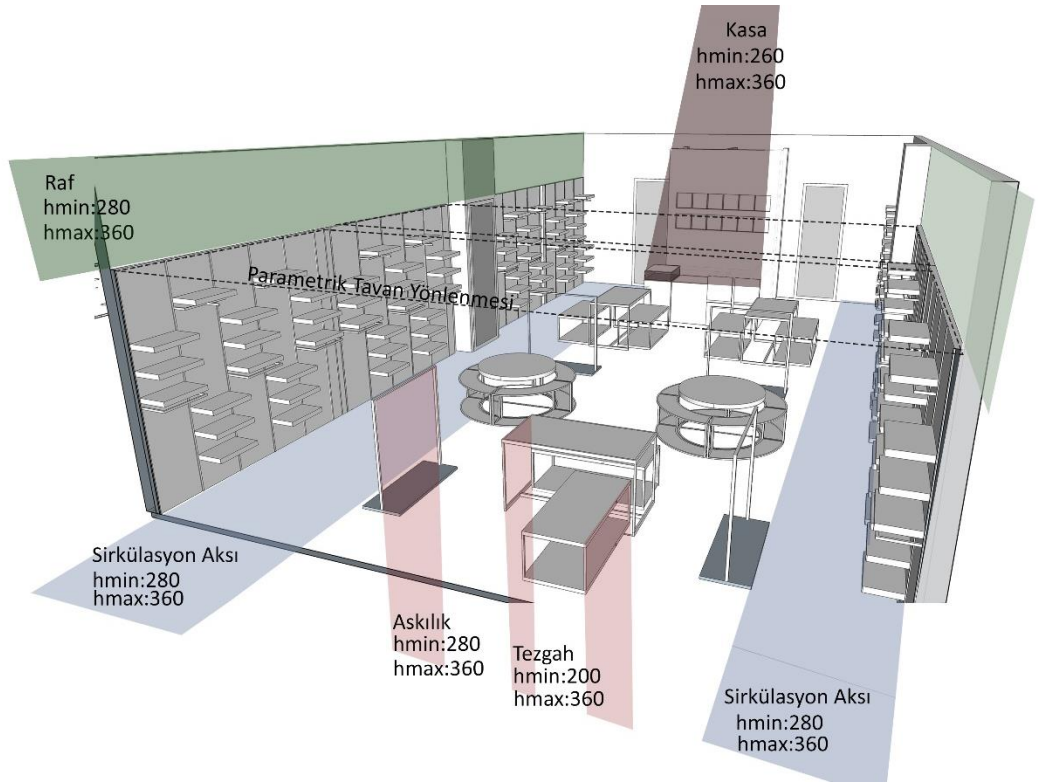 Kasa
hmin:260
hmax:360
Raf
hmin:280
hmax:360
Parametrik Tavan Yönlenmesi
Sirkülasyon Aksı
hmin:280
hmax:360
Askılık
hmin:280
hmax:360
Tezgah
hmin:200
hmax:360
Sirkülasyon Aksı
hmin:280
hmax:360